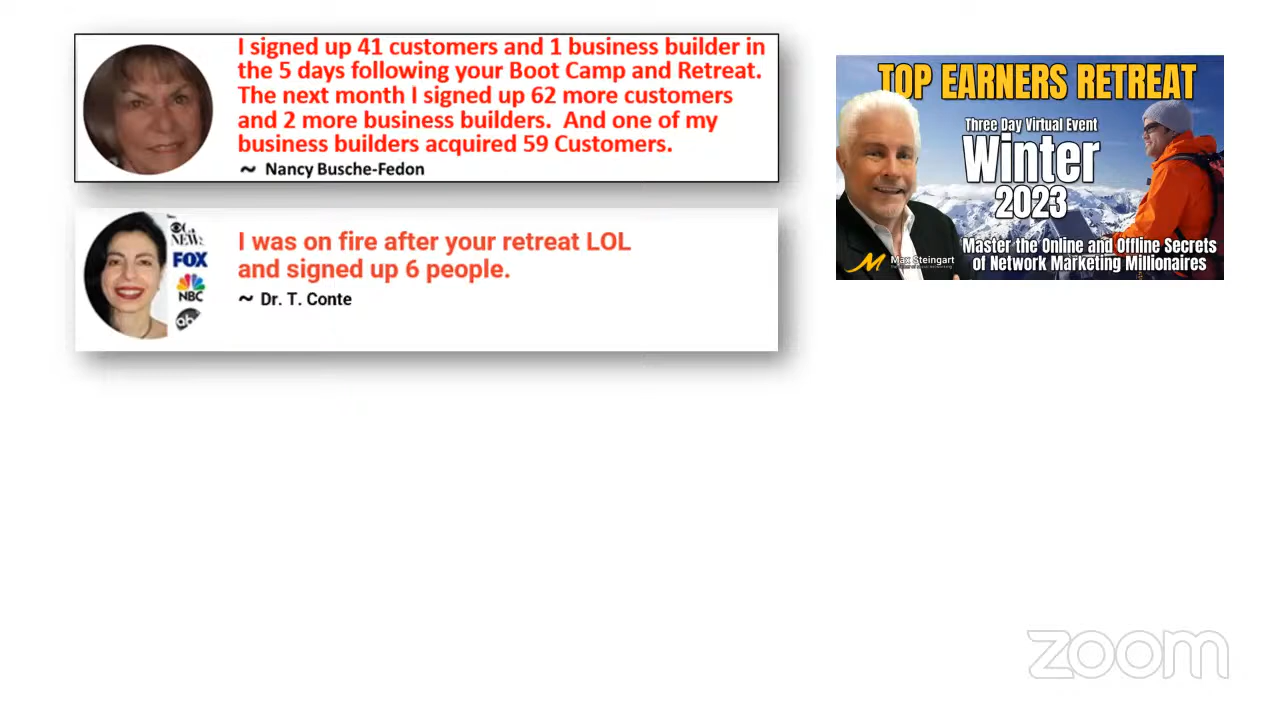 I signed up 41 customers and 1 business builder in
the 5 days following your Boot Camp and Retreat.
The next month I signed up 62 more customers
and 2 more business builders. And one of my
business builders acquired 59 Customers.
~ Nancy Busche-Fedon
CBS
NEWS
FOX
NBC
abc
I was on fire after your retreat LOL
and signed up 6 people.
~ Dr. T. Conte
TOP EARNERS RETREAT
Three Day Virtual Event
Winter
2023
Master the Online and Offline Secrets
of Network Marketing Millionaires
Max Steingart
zoom